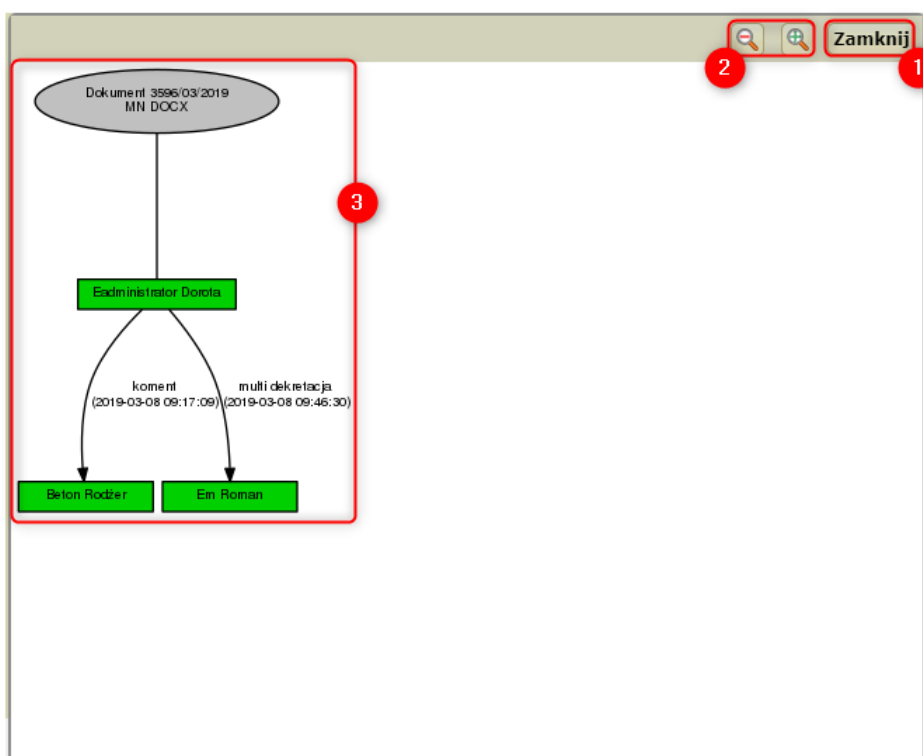 Zamknij
2
1
Dokument 3596/03/2019
MN DOCX
3
Eadministrator Dorota
koment
(2019-03-08 09:17:09)
multi dekretacja
(2019-03-08 09:46:30)
Beton Rodżer
Em Roman